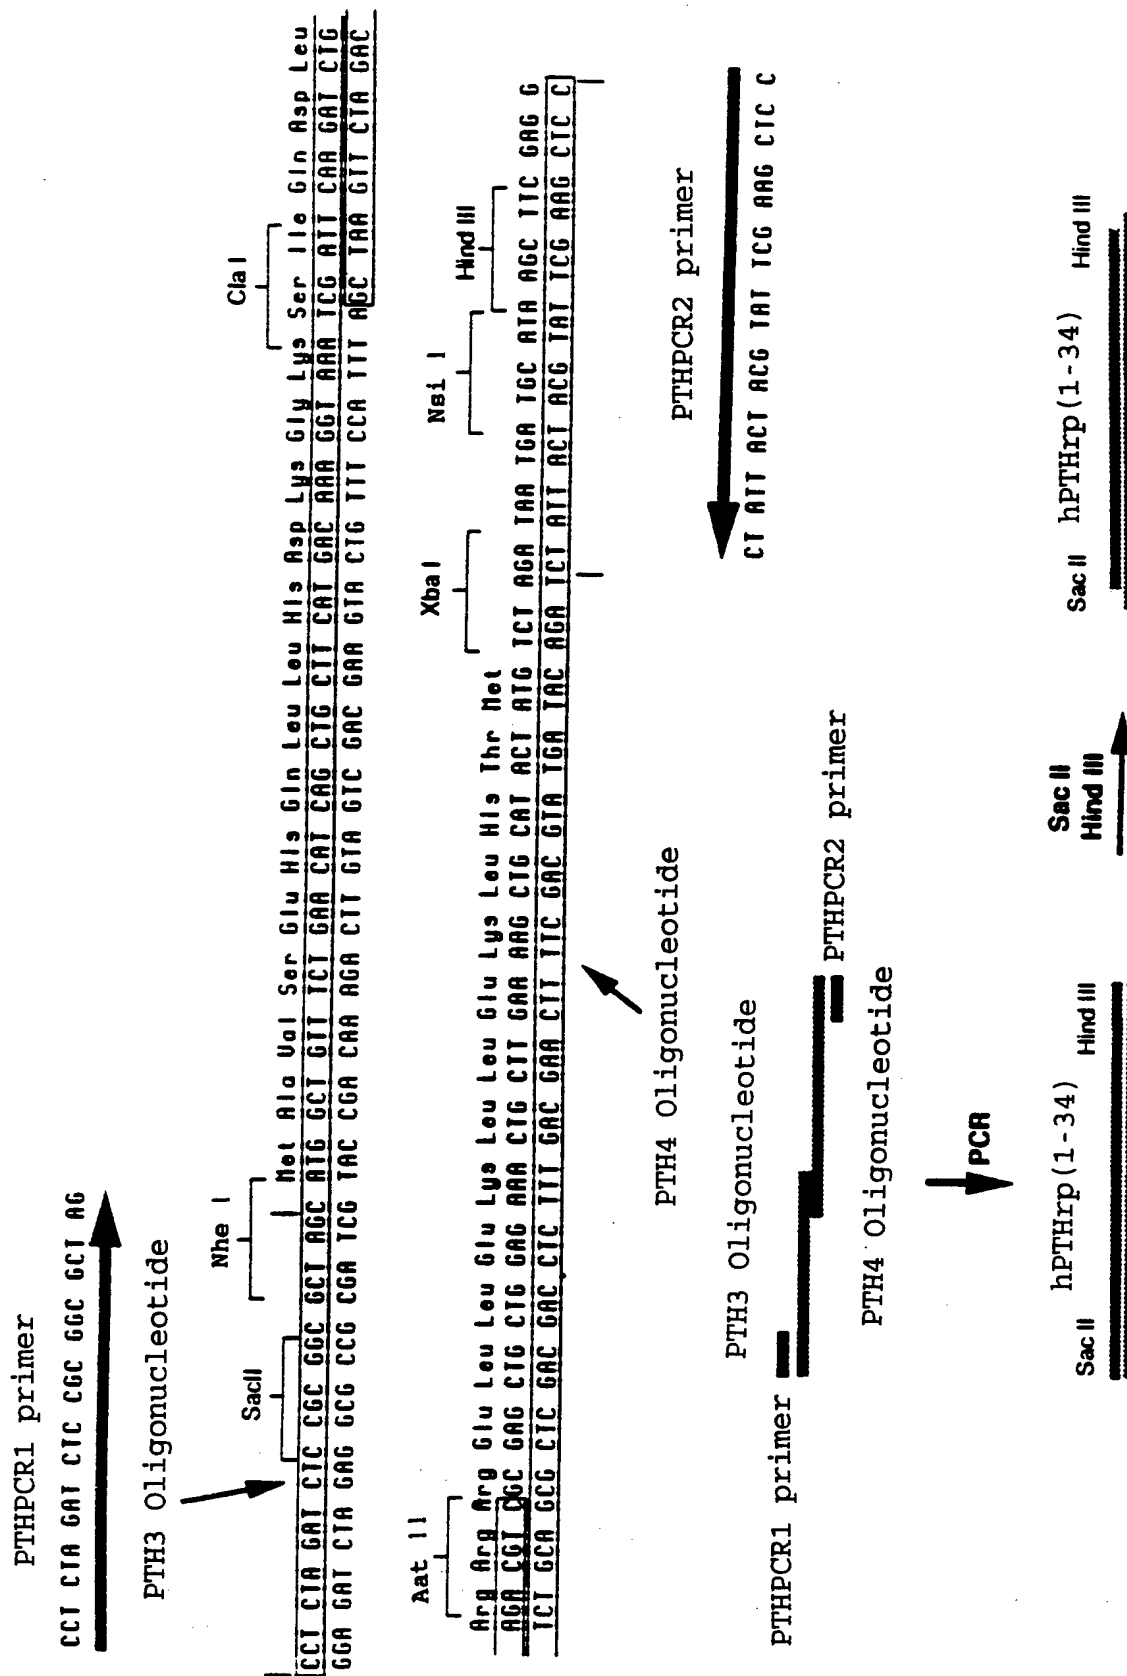 PTHPCR1 primer
CCT CTA GAT CTC CGC GGC GCT AG
PTH3 Oligonucleotide
SacII
Nhe I
Cla I
Met Ala Val Ser Glu His Gln Leu Leu His Asp Lys Gly Lys Ser Ile Gln Asp Leu
CCT CTA GAT CTC CGC GGC GCT AGC ATG GCT GTT TCT GAA CAT CAG CTG CTT CAT GAC AAA GGT AAA TCG ATT CAA GAT CTG
GGA GAT CTA GAG GCG CCG CGA TCG TAC CGA CAA AGA CTT GTA GTC GAC GAA GTA CTG TTT CCA TTT AGC TAA GTT CTA GAC
Aat II
Xba I
Nsi I
Hind III
Arg Arg Arg Glu Leu Leu Glu Lys Leu Leu Glu Lys Leu His Thr Met
AGA CGT CGC GAG CTG CTG GAG AAA CTG CTT GAA AAG CTG CAT ACT ATG TCT AGA TAA TGA TGC ATA AGC TTC GAG G
TCT GCA GCG CTC GAC GAC CTC TTT GAC GAA CTT TTC GAC GTA TGA TAC AGA TCT ATT ACT ACG TAT TCG AAG CTC C
PTH4 Oligonucleotide
PTHPCR2 primer
CT ATT ACT ACG TAT TCG AAG CTC C
PTH3 Oligonucleotide
PTHPCR1 primer
PTHPCR2 primer
PTH4 Oligonucleotide
PCR
Sac II hPTHrp(1-34) Hind III
Sac II
Hind III
Sac II hPTHrp(1-34) Hind III